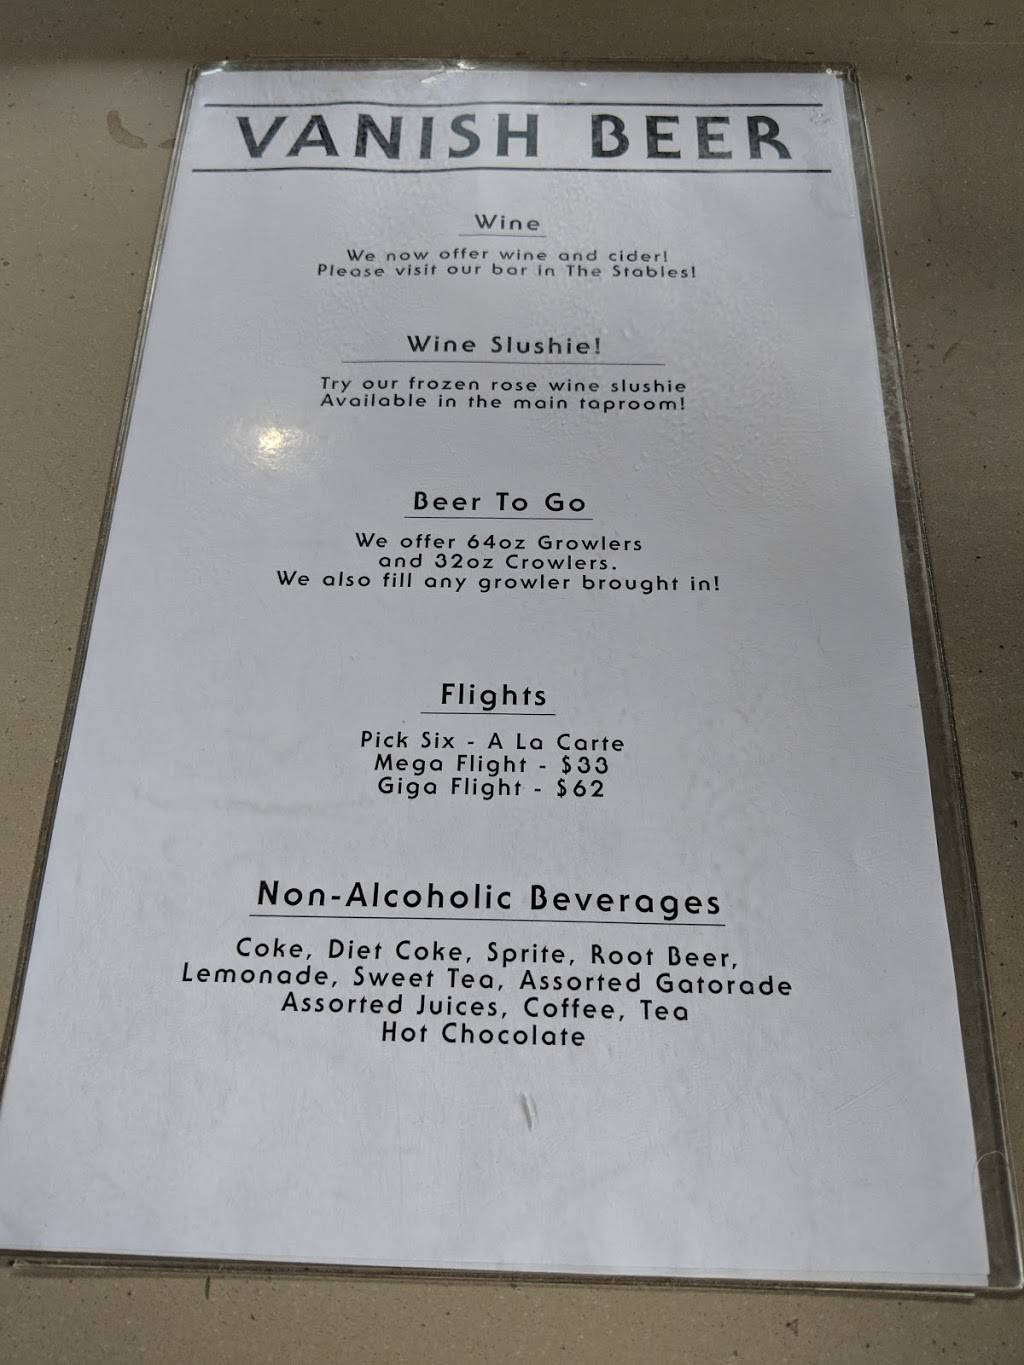 VANISH BEER
Wine
We now offer wine and cider!
Please visit our bar in The Stables!
Wine Slushie!
Try our frozen rose wine slushie
Available in the main taproom!
Beer To Go
We offer 64oz Growlers
and 32oz Crowlers.
We also fill any growler brought in!
Flights
Pick Six - A La Carte
Mega Flight - $33
Giga Flight - $62
Non-Alcoholic Beverages
Coke, Diet Coke, Sprite, Root Beer,
Lemonade, Sweet Tea, Assorted Gatorade
Assorted Juices, Coffee, Tea
Hot Chocolate